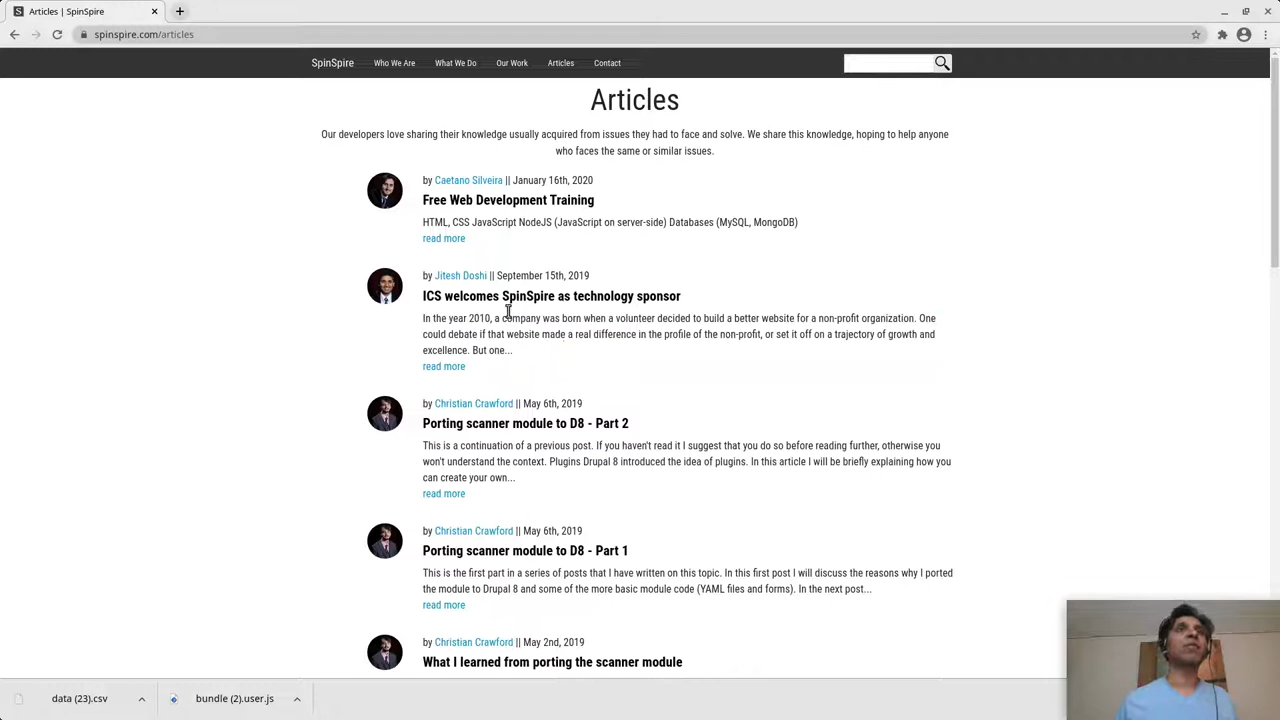 Articles | SpinSpire
spinspire.com/articles
SpinSpire Who We Are What We Do Our Work Articles Contact
Articles
Our developers love sharing their knowledge usually acquired from issues they had to face and solve. We share this knowledge, hoping to help anyone
who faces the same or similar issues.
by Caetano Silveira || January 16th, 2020
Free Web Development Training
HTML, CSS JavaScript NodeJS (JavaScript on server-side) Databases (MySQL, MongoDB)
read more
by Jitesh Doshi || September 15th, 2019
ICS welcomes SpinSpire as technology sponsor
In the year 2010, a company was born when a volunteer decided to build a better website for a non-profit organization. One
could debate if that website made a real difference in the profile of the non-profit, or set it off on a trajectory of growth and
excellence. But one...
read more
by Christian Crawford || May 6th, 2019
Porting scanner module to D8 - Part 2
This is a continuation of a previous post. If you haven't read it I suggest that you do so before reading further, otherwise you
won't understand the context. Plugins Drupal 8 introduced the idea of plugins. In this article I will be briefly explaining how you
can create your own...
read more
by Christian Crawford || May 6th, 2019
Porting scanner module to D8 - Part 1
This is the first part in a series of posts that I have written on this topic. In this first post I will discuss the reasons why I ported
the module to Drupal 8 and some of the more basic module code (YAML files and forms). In the next post...
read more
by Christian Crawford || May 2nd, 2019
What I learned from porting the scanner module
data (23).csv
bundle (2).user.js